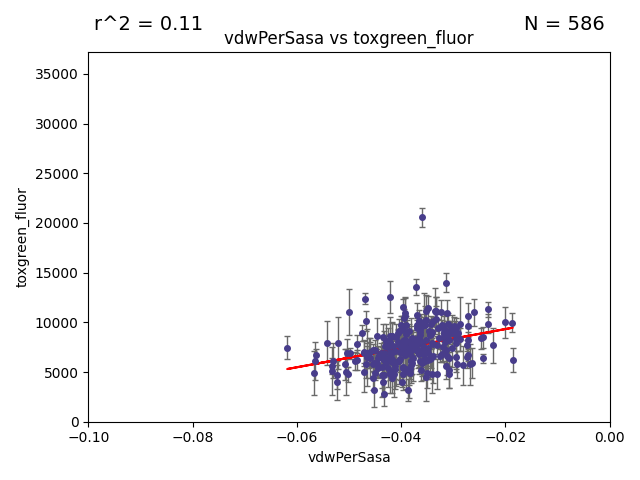 r^2 = 0.11
N = 586
vdwPerSasa vs toxgreen_fluor
35000
30000
25000
20000
15000
10000
5000
0
toxgreen_fluor
−0.10
−0.08
−0.06
−0.04
−0.02
0.00
vdwPerSasa